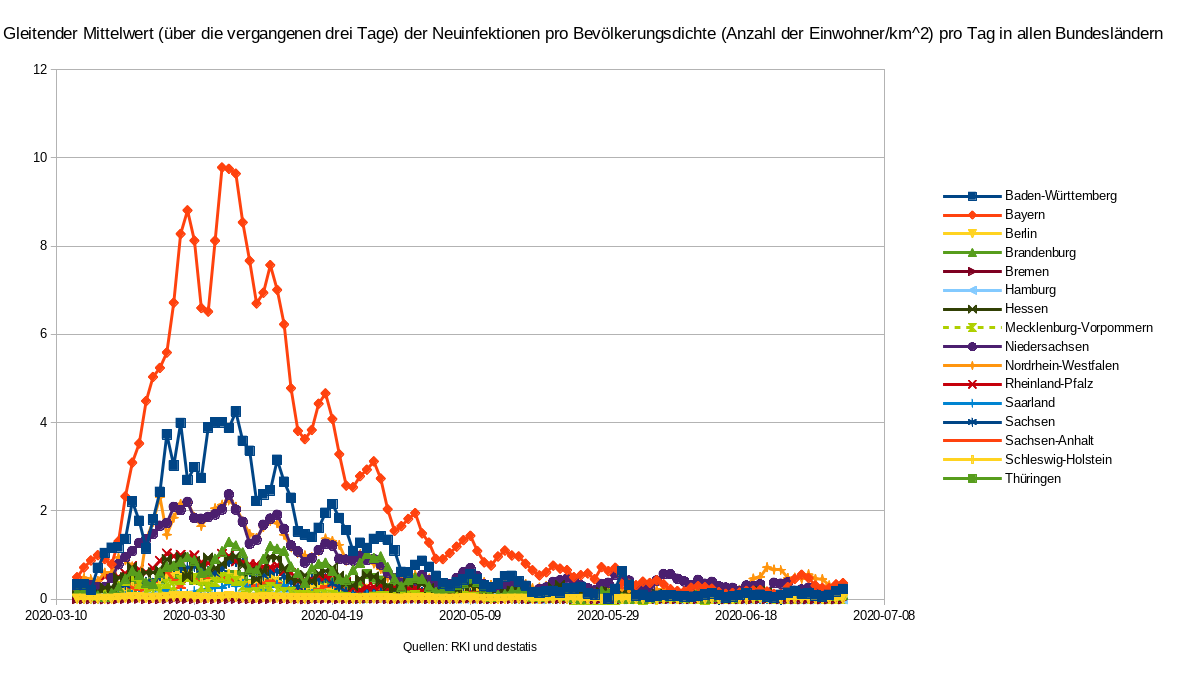 Gleitender Mittelwert (über die vergangenen drei Tage) der Neuinfektionen pro Bevölkerungsdichte (Anzahl der Einwohner/km^2) pro Tag in allen Bundesländern
12
10
8
6
4
2
0
2020-03-10 2020-03-30 2020-04-19 2020-05-09 2020-05-29 2020-06-18 2020-07-08
Quellen: RKI und destatis
Baden-Württemberg
Bayern
Berlin
Brandenburg
Bremen
Hamburg
Hessen
Mecklenburg-Vorpommern
Niedersachsen
Nordrhein-Westfalen
Rheinland-Pfalz
Saarland
Sachsen
Sachsen-Anhalt
Schleswig-Holstein
Thüringen